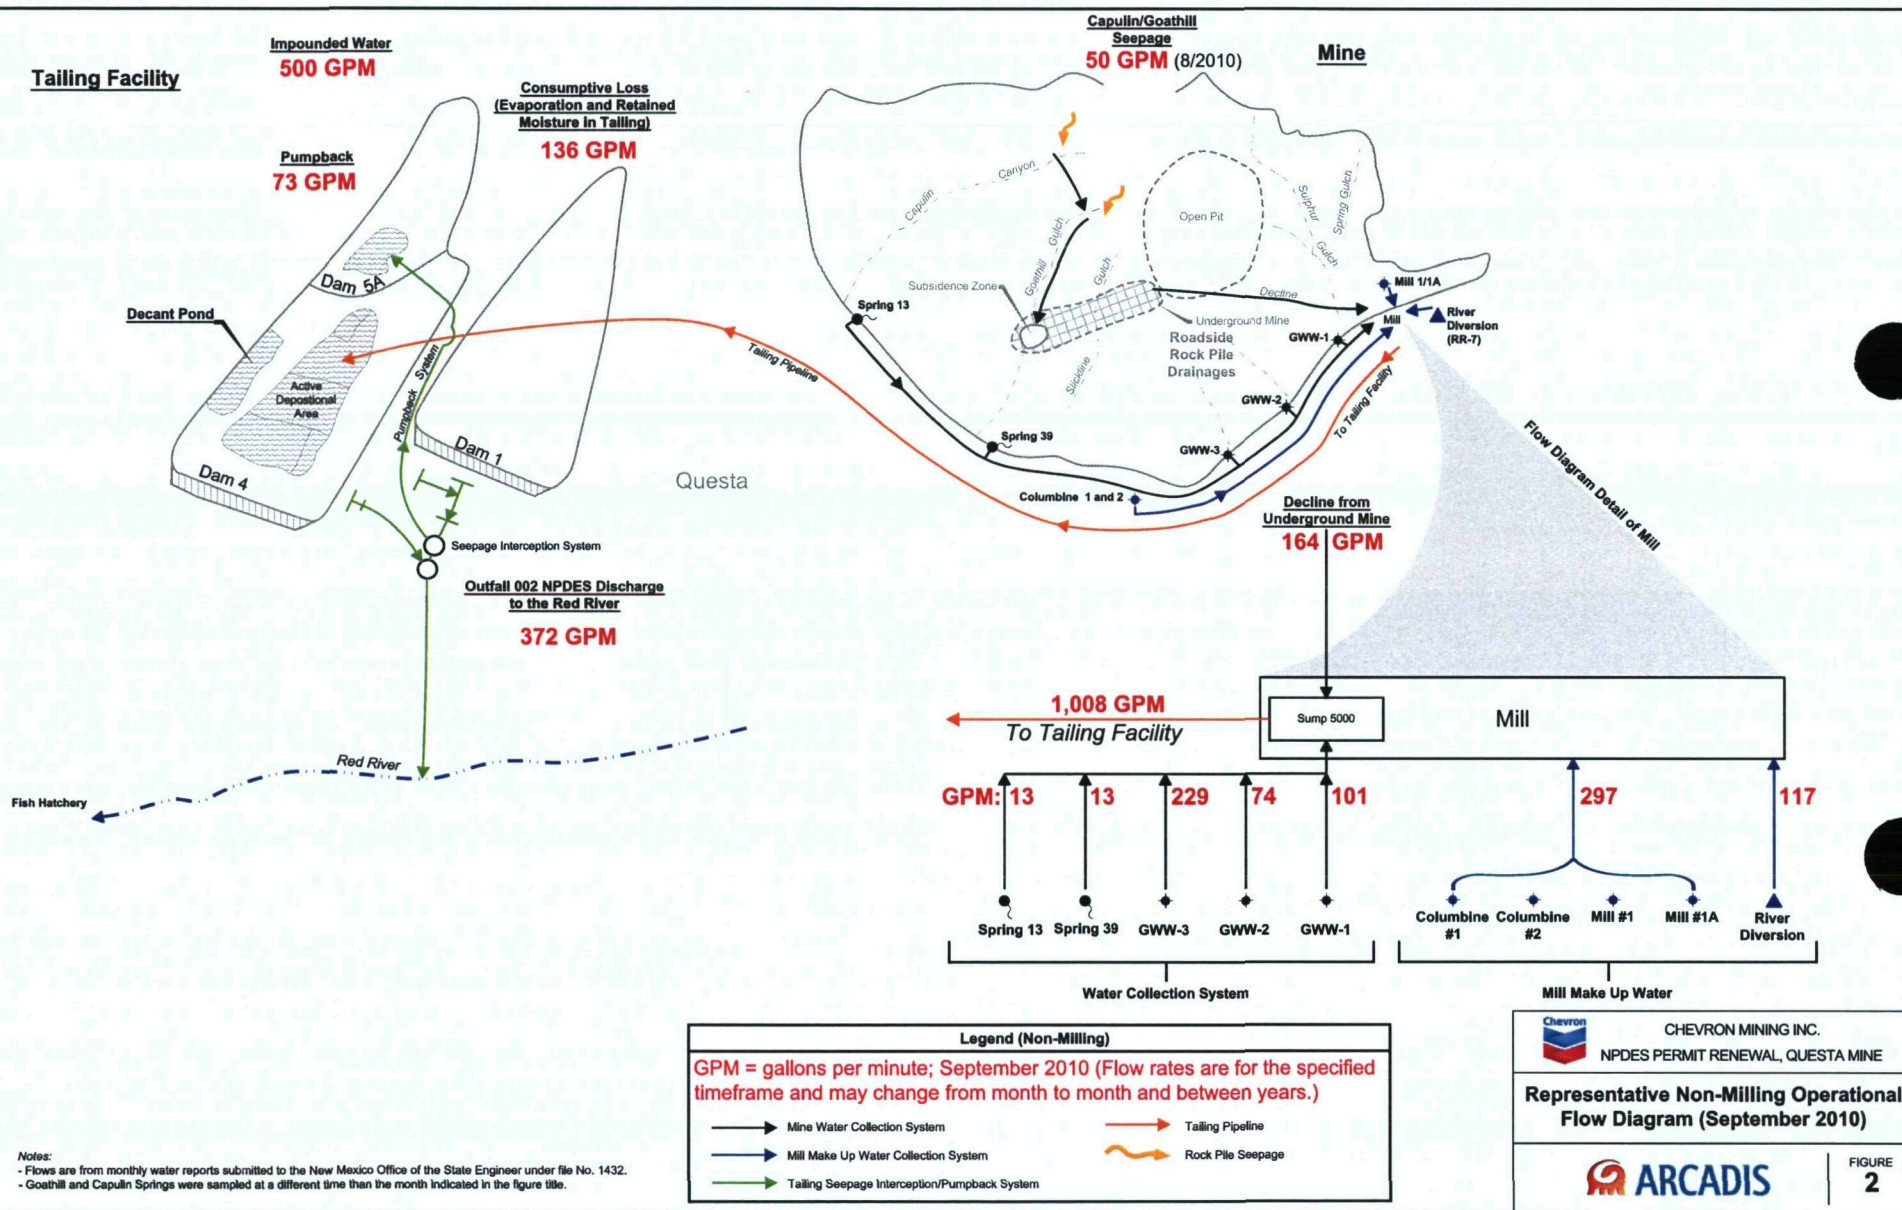 Tailing Facility
Impounded Water
500 GPM
Consumptive Loss
(Evaporation and Retained
Moisture in Tailing)
136 GPM
Pumpback
73 GPM
Capulin/Goathill
Seepage
50 GPM (8/2010)
Mine
Decant Pond
Dam 5A
Active
Depostional
Area
Dam 4
Dam 1
Pumpback System
Seepage Interception System
Outfall 002 NPDES Discharge
to the Red River
372 GPM
Questa
Tailing Pipeline
Capulin Canyon
Goathill Gulch
Slickline Gulch
Sulphur Gulch
Spring Gulch
Open Pit
Subsidence Zone
Decline
Underground Mine
Roadside
Rock Pile
Drainages
Spring 13
Spring 39
Columbine 1 and 2
GWW-1
GWW-2
GWW-3
Mill 1/1A
Mill
River
Diversion
(RR-7)
To Tailing Facility
Flow Diagram Detail of Mill
Decline from
Underground Mine
164 GPM
1,008 GPM
To Tailing Facility
Sump 5000
Mill
Red River
Fish Hatchery
GPM: 13 13 229 74 101 297 117
Spring 13 Spring 39 GWW-3 GWW-2 GWW-1
Columbine
#1
Columbine
#2
Mill #1
Mill #1A
River
Diversion
Water Collection System
Mill Make Up Water
Legend (Non-Milling)
GPM = gallons per minute; September 2010 (Flow rates are for the specified
timeframe and may change from month to month and between years.)
Mine Water Collection System
Mill Make Up Water Collection System
Tailing Seepage Interception/Pumpback System
Tailing Pipeline
Rock Pile Seepage
Notes:
- Flows are from monthly water reports submitted to the New Mexico Office of the State Engineer under file No. 1432.
- Goathill and Capulin Springs were sampled at a different time than the month indicated in the figure title.
Chevron
CHEVRON MINING INC.
NPDES PERMIT RENEWAL, QUESTA MINE
Representative Non-Milling Operational
Flow Diagram (September 2010)
ARCADIS
FIGURE
2